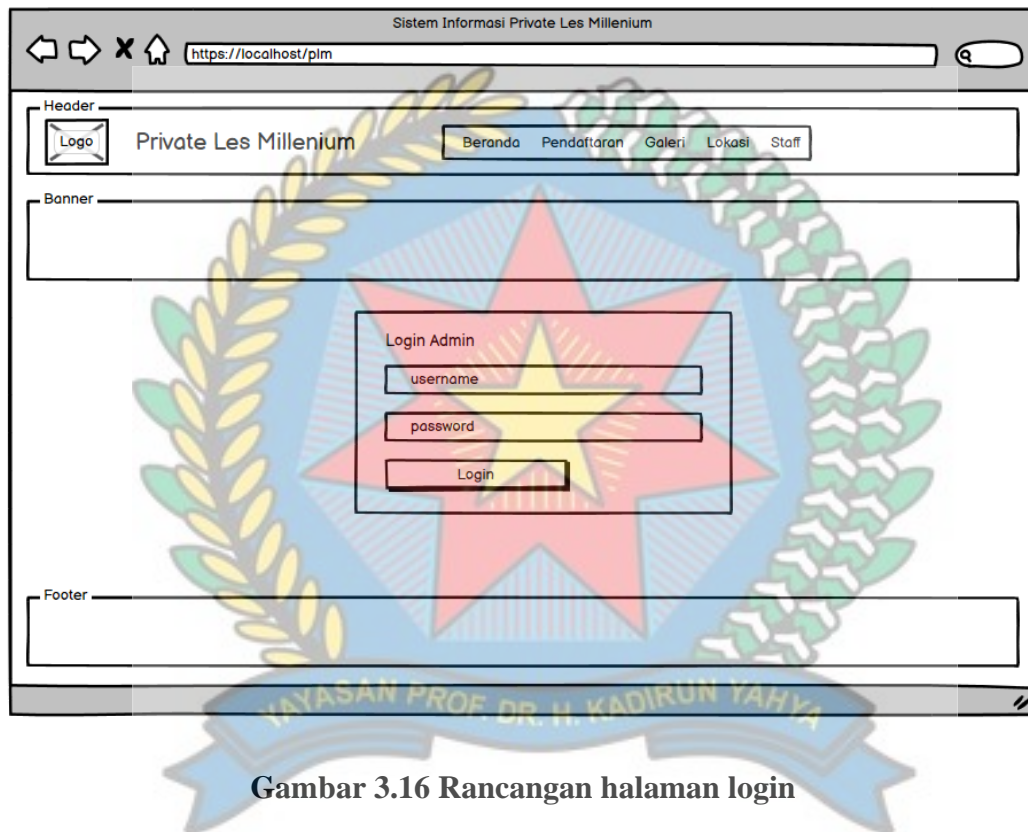 Sistem Informasi Private Les Millenium
https://localhost/plm
Header
Logo
Private Les Millenium
Beranda Pendaftaran Galeri Lokasi Staff
Banner
Login Admin
username
password
Login
Footer
YAYASAN PROF. DR. H. KADIRUN YAHYA
Gambar 3.16 Rancangan halaman login